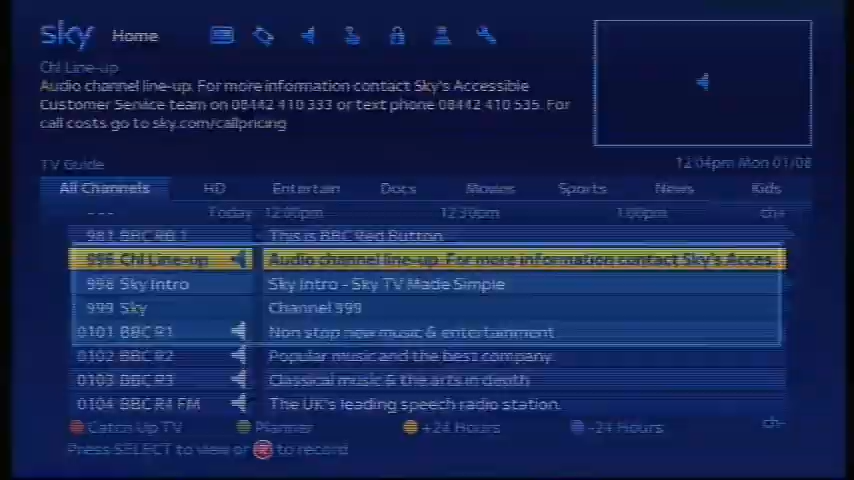 sky Home
Chl Line-up
Audio channel line-up. For more information contact Sky's Accessible
Customer Service team on 08442 410 333 or text phone 08442 410 535. For
call costs go to sky.com/callpricing
TV Guide 12:04pm Mon 01/08
All Channels HD Entertain Docs Movies Sports News Kids
Today 12:00pm 12:30pm 1:00pm ch+
981 BBC RB 1 This is BBC Red Button
Chl Line-up Audio channel line-up. For more information contact Sky's Acces
998 Sky Intro Sky Intro - Sky TV Made Simple
999 Sky Channel 999
0101 BBC R1 Non stop new music & entertainment
0102 BBC R2 Popular music and the best company.
0103 BBC R3 Classical music & the arts in depth
0104 BBC R4 FM The UK's leading speech radio station.
Catch Up TV Planner +24 Hours -24 Hours ch-
Press SELECT to view or R to record